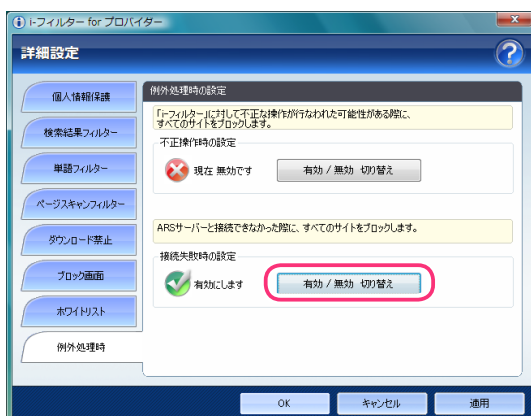 i-フィルター for プロバイダー
詳細設定
個人情報保護
検索結果フィルター
単語フィルター
ページスキャンフィルター
ダウンロード禁止
ブロック画面
ホワイトリスト
例外処理時
例外処理時の設定
「i-フィルター」に対して不正な操作が行なわれた可能性がある際に、
すべてのサイトをブロックします。
不正操作時の設定
現在 無効です
有効 / 無効 切り替え
ARSサーバーと接続できなかった際に、すべてのサイトをブロックします。
接続失敗時の設定
有効にします
有効 / 無効 切り替え
OK
キャンセル
適用